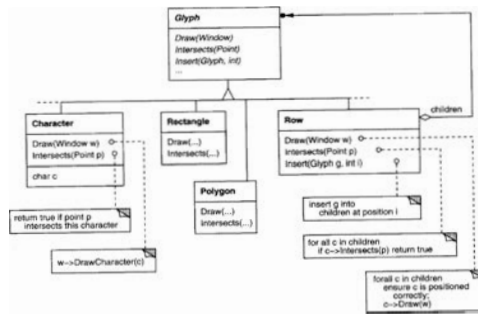 Glyph
Draw(Window)
Intersects(Point)
Insert(Glyph, int)
...
children
Character
Draw(Window w)
Intersects(Point p)
char c
Rectangle
Draw(...)
Intersects(...)
Row
Draw(Window w)
Intersects(Point p)
Insert(Glyph g, int i)
Polygon
Draw(...)
Intersects(...)
return true if point p
intersects this character
w->DrawCharacter(c)
insert g into
children at position i
for all c in children
if c->Intersects(p) return true
forall c in children
ensure c is positioned
correctly;
c->Draw(w)